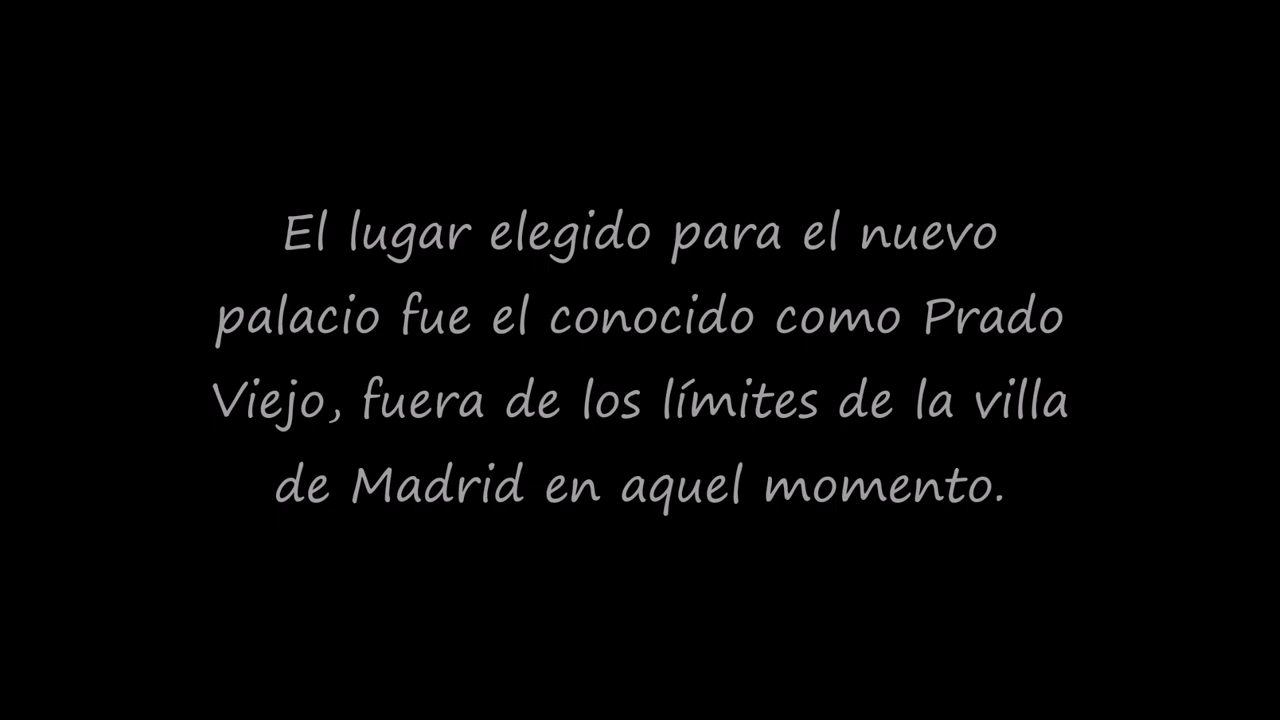 El lugar elegido para el nuevo
palacio fue el conocido como Prado
Viejo, fuera de los límites de la villa
de Madrid en aquel momento.